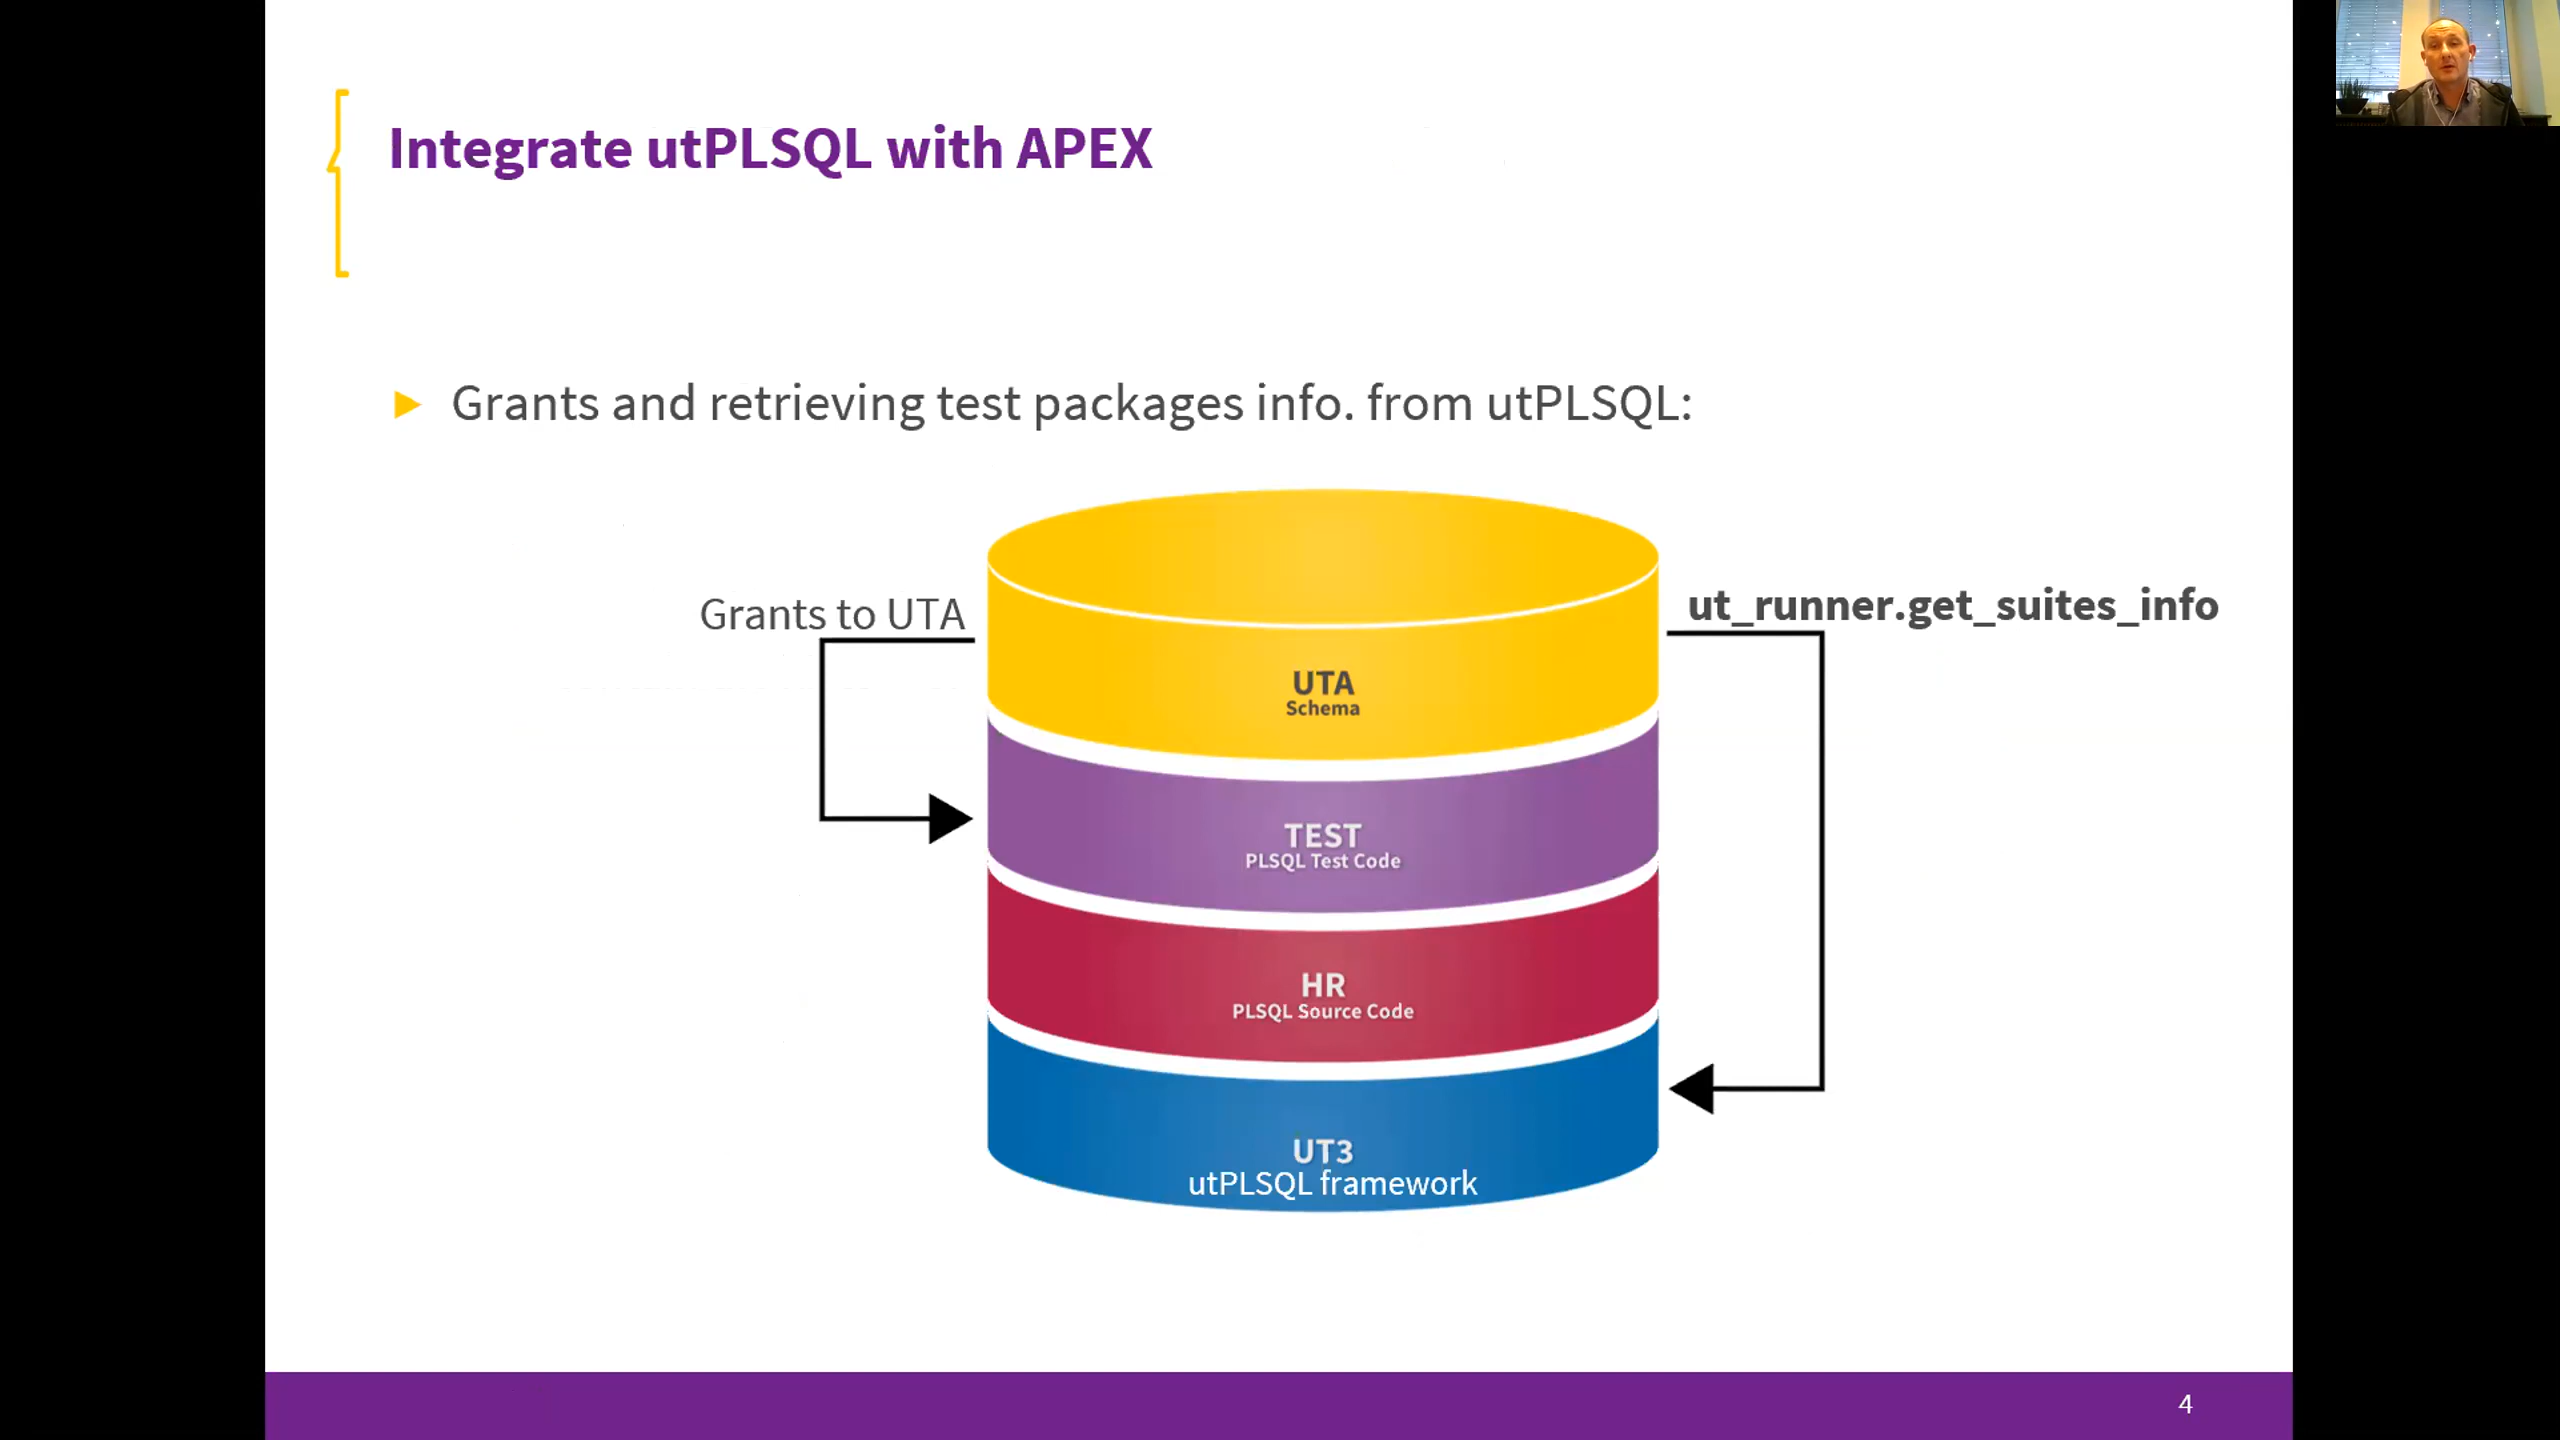 Integrate utPLSQL with APEX
► Grants and retrieving test packages info. from utPLSQL:
Grants to UTA
ut_runner.get_suites_info
UTA
Schema
TEST
PLSQL Test Code
HR
PLSQL Source Code
UT3
utPLSQL framework
4